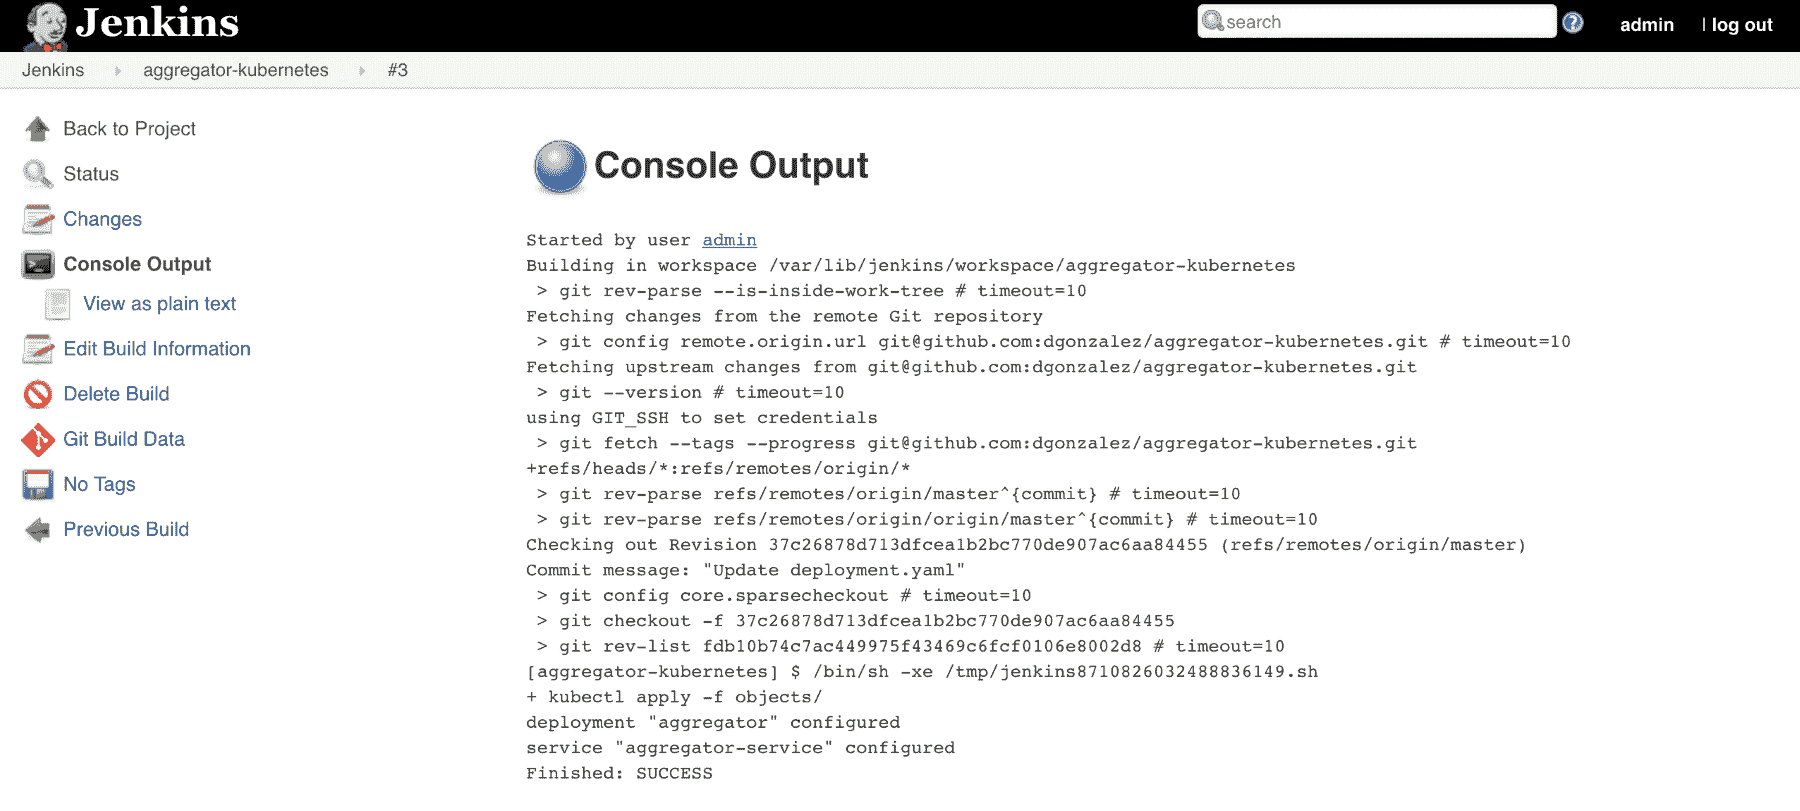 Jenkins
search
admin
| log out
Jenkins
aggregator-kubernetes
#3
Back to Project
Status
Changes
Console Output
View as plain text
Edit Build Information
Delete Build
Git Build Data
No Tags
Previous Build
Console Output
Started by user admin
Building in workspace /var/lib/jenkins/workspace/aggregator-kubernetes
 > git rev-parse --is-inside-work-tree # timeout=10
Fetching changes from the remote Git repository
 > git config remote.origin.url git@github.com:dgonzalez/aggregator-kubernetes.git # timeout=10
Fetching upstream changes from git@github.com:dgonzalez/aggregator-kubernetes.git
 > git --version # timeout=10
using GIT_SSH to set credentials
 > git fetch --tags --progress git@github.com:dgonzalez/aggregator-kubernetes.git
+refs/heads/*:refs/remotes/origin/*
 > git rev-parse refs/remotes/origin/master^{commit} # timeout=10
 > git rev-parse refs/remotes/origin/origin/master^{commit} # timeout=10
Checking out Revision 37c26878d713dfcea1b2bc770de907ac6aa84455 (refs/remotes/origin/master)
Commit message: "Update deployment.yaml"
 > git config core.sparsecheckout # timeout=10
 > git checkout -f 37c26878d713dfcea1b2bc770de907ac6aa84455
 > git rev-list fdb10b74c7ac449975f43469c6fcf0106e8002d8 # timeout=10
[aggregator-kubernetes] $ /bin/sh -xe /tmp/jenkins8710826032488836149.sh
+ kubectl apply -f objects/
deployment "aggregator" configured
service "aggregator-service" configured
Finished: SUCCESS